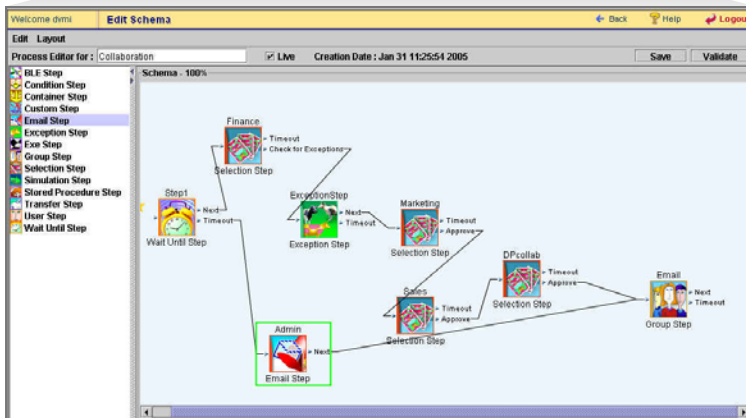 Welcome dvmi
Edit Schema
Back
Help
Logou
Edit Layout
Process Editor for : Collaboration
Live
Creation Date : Jan 31 11:25:54 2005
Save
Validate
BLE Step
Condition Step
Container Step
Custom Step
Email Step
Exception Step
Exe Step
Group Step
Selection Step
Simulation Step
Stored Procedure Step
Transfer Step
User Step
Wait Until Step
Schema - 100%
Finance
Timeout
Check for Exceptions
Selection Step
Step1
Next
Timeout
Wait Until Step
ExceptionStep
Next
Timeout
Exception Step
Marketing
Timeout
Approve
Selection Step
DPcollab
Timeout
Approve
Selection Step
Sales
Timeout
Approve
Selection Step
Email
Next
Timeout
Group Step
Admin
Next
Email Step